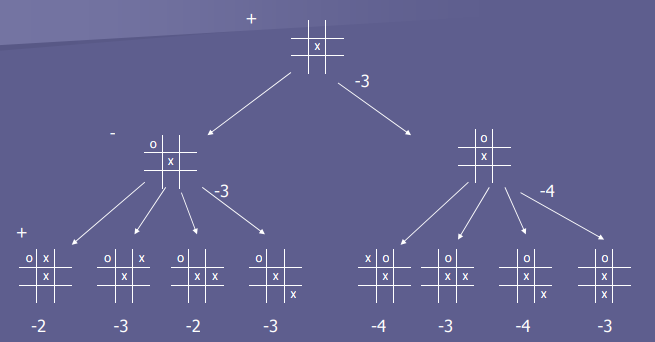 +
x
-3
- o o
x x
-3 -4
+
o x o x o o x o o o o
x x x x x x x x x x
x x x
-2 -3 -2 -3 -4 -3 -4 -3